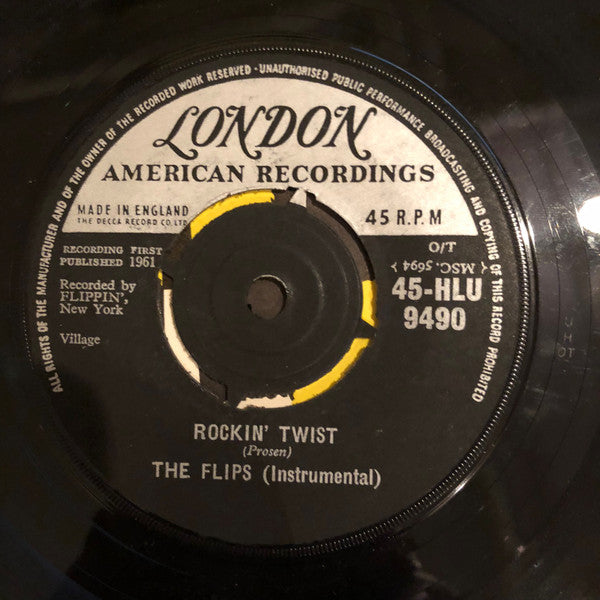 ALL RIGHTS OF THE MANUFACTURER AND OF THE OWNER OF THE RECORDED WORK RESERVED · UNAUTHORISED PUBLIC PERFORMANCE BROADCASTING AND COPYING OF THIS RECORD PROHIBITED
LONDON
AMERICAN RECORDINGS
MADE IN ENGLAND
THE DECCA RECORD CO. LTD
45 R.P.M
RECORDING FIRST
PUBLISHED 1961
Recorded by
FLIPPIN',
New York
Village
O/T
( MSC. 5694 )
45-HLU
9490
ROCKIN' TWIST
(Prosen)
THE FLIPS (Instrumental)